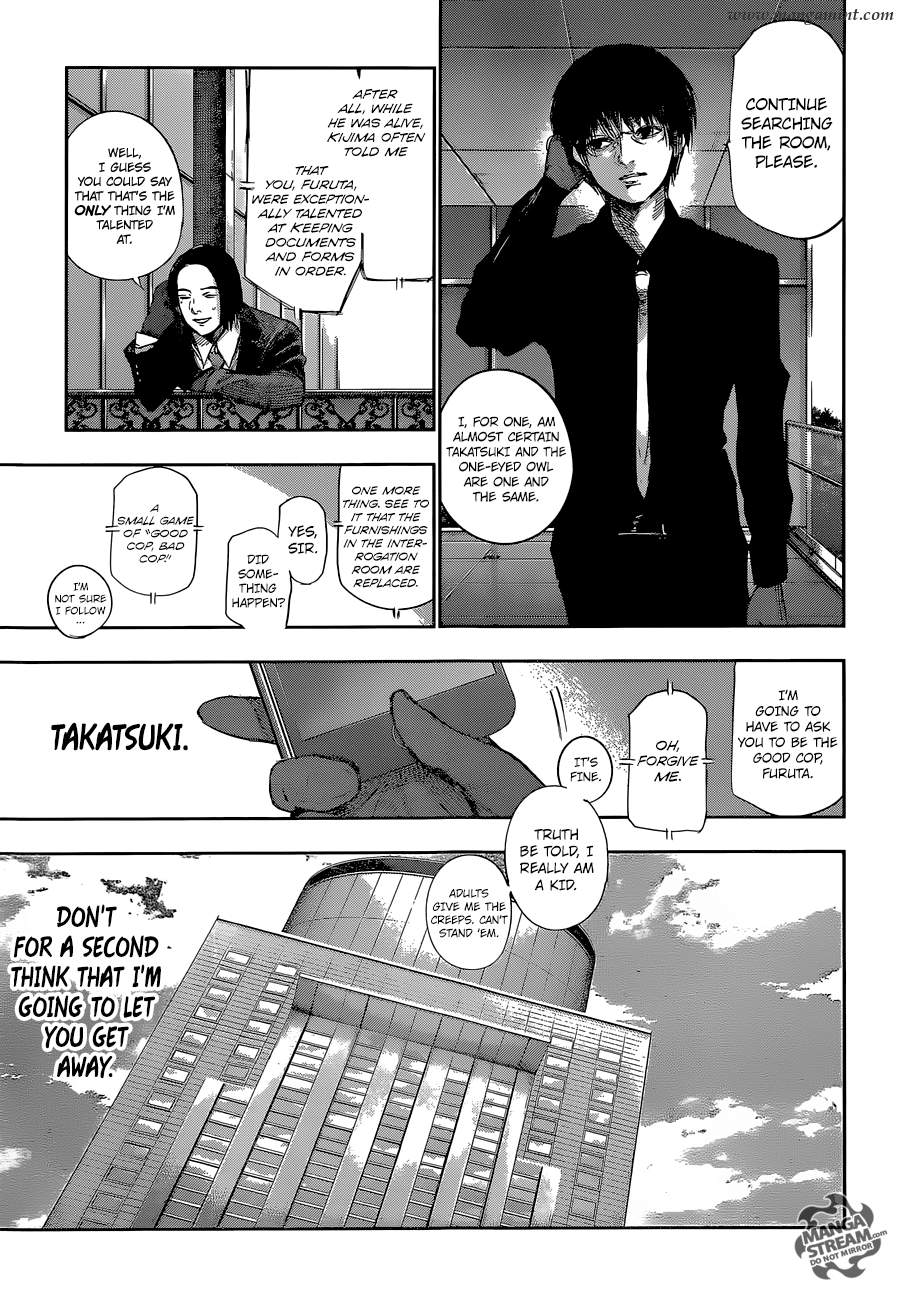 www.mangamint.com
CONTINUE
SEARCHING
THE ROOM,
PLEASE.
I, FOR ONE, AM
ALMOST CERTAIN
TAKATSUKI AND THE
ONE-EYED OWL
ARE ONE AND
THE SAME.
AFTER
ALL, WHILE
HE WAS ALIVE,
KIJIMA OFTEN
TOLD ME
THAT
YOU, FURUTA,
WERE EXCEPTION-
ALLY TALENTED
AT KEEPING
DOCUMENTS
AND FORMS
IN ORDER.
WELL,
I GUESS
YOU COULD SAY
THAT THAT'S THE
ONLY THING I'M
TALENTED
AT.
ONE MORE
THING. SEE TO
IT THAT THE
FURNISHINGS
IN THE INTER-
ROGATION
ROOM ARE
REPLACED.
YES,
SIR.
DID
SOME-
THING
HAPPEN?
A
SMALL GAME
OF "GOOD
COP, BAD
COP."
I'M
NOT SURE
I FOLLOW
...
I'M
GOING TO
HAVE TO ASK
YOU TO BE THE
GOOD COP,
FURUTA.
OH,
FORGIVE
ME.
IT'S
FINE.
TRUTH
BE TOLD, I
REALLY AM
A KID.
ADULTS
GIVE ME THE
CREEPS. CAN'T
STAND 'EM.
TAKATSUKI.
DON'T
FOR A SECOND
THINK THAT I'M
GOING TO LET
YOU GET
AWAY.
MANGA
STREAM.com
DO NOT MIRROR